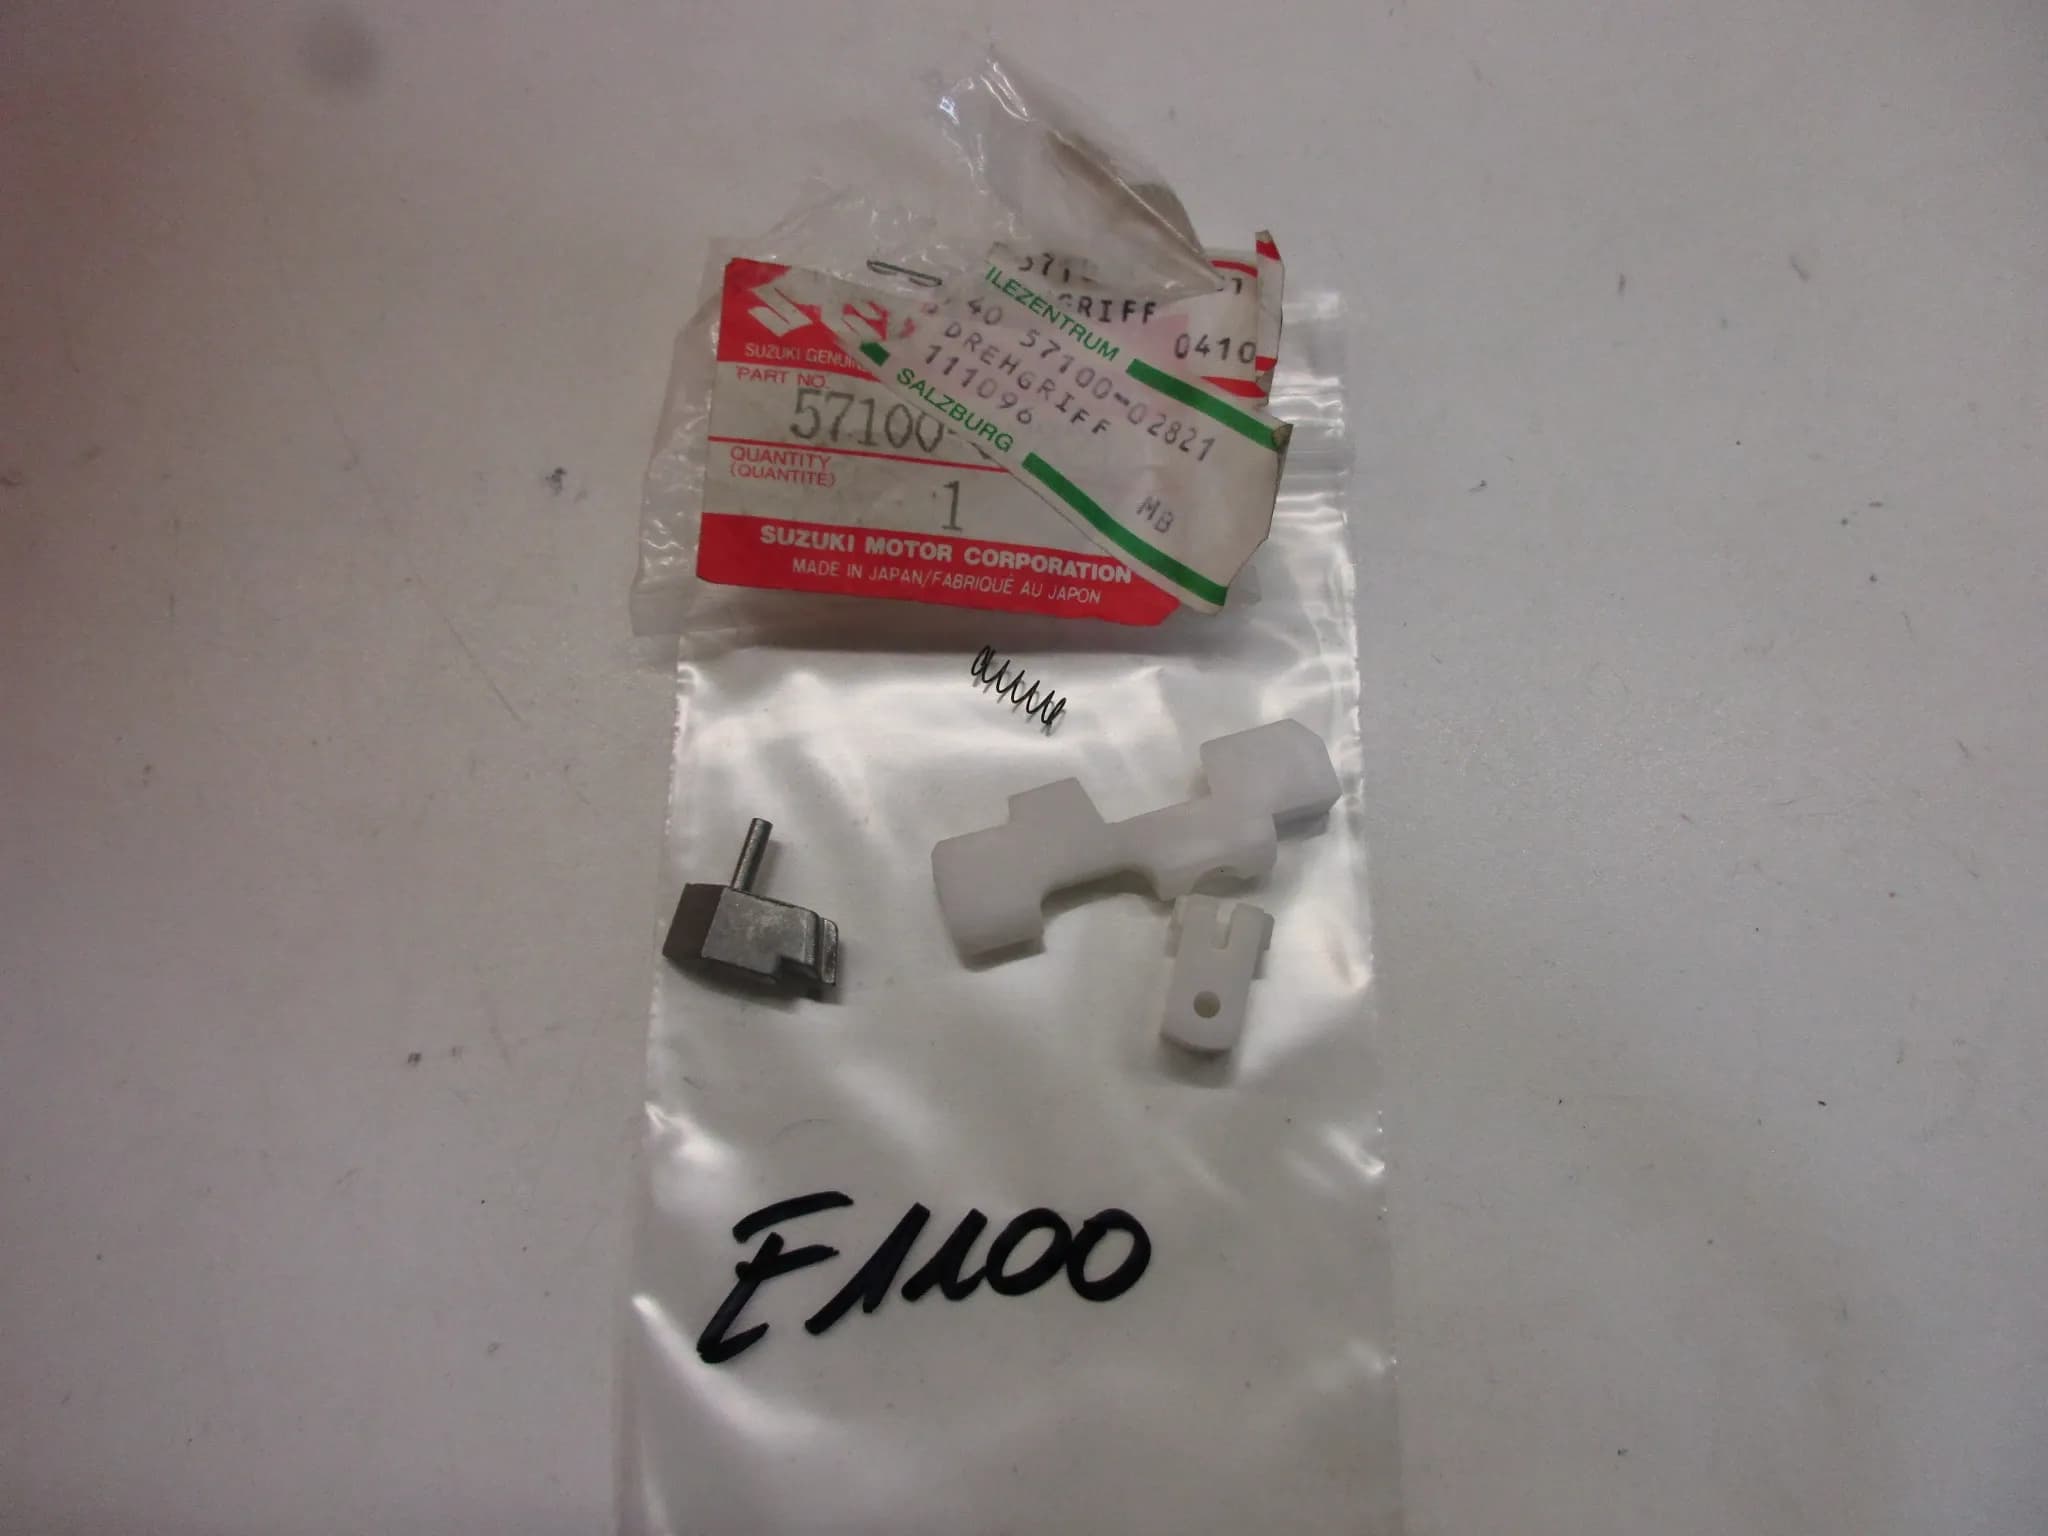 GRIFF
0410
ILEZENTRUM
40 57100-02821
DREHGRIFF
111096
SALZBURG
MB
SUZUKI
PART NO.
57100
QUANTITY
(QUANTITE)
1
SUZUKI MOTOR CORPORATION
MADE IN JAPAN/FABRIQUÉ AU JAPON
E1100